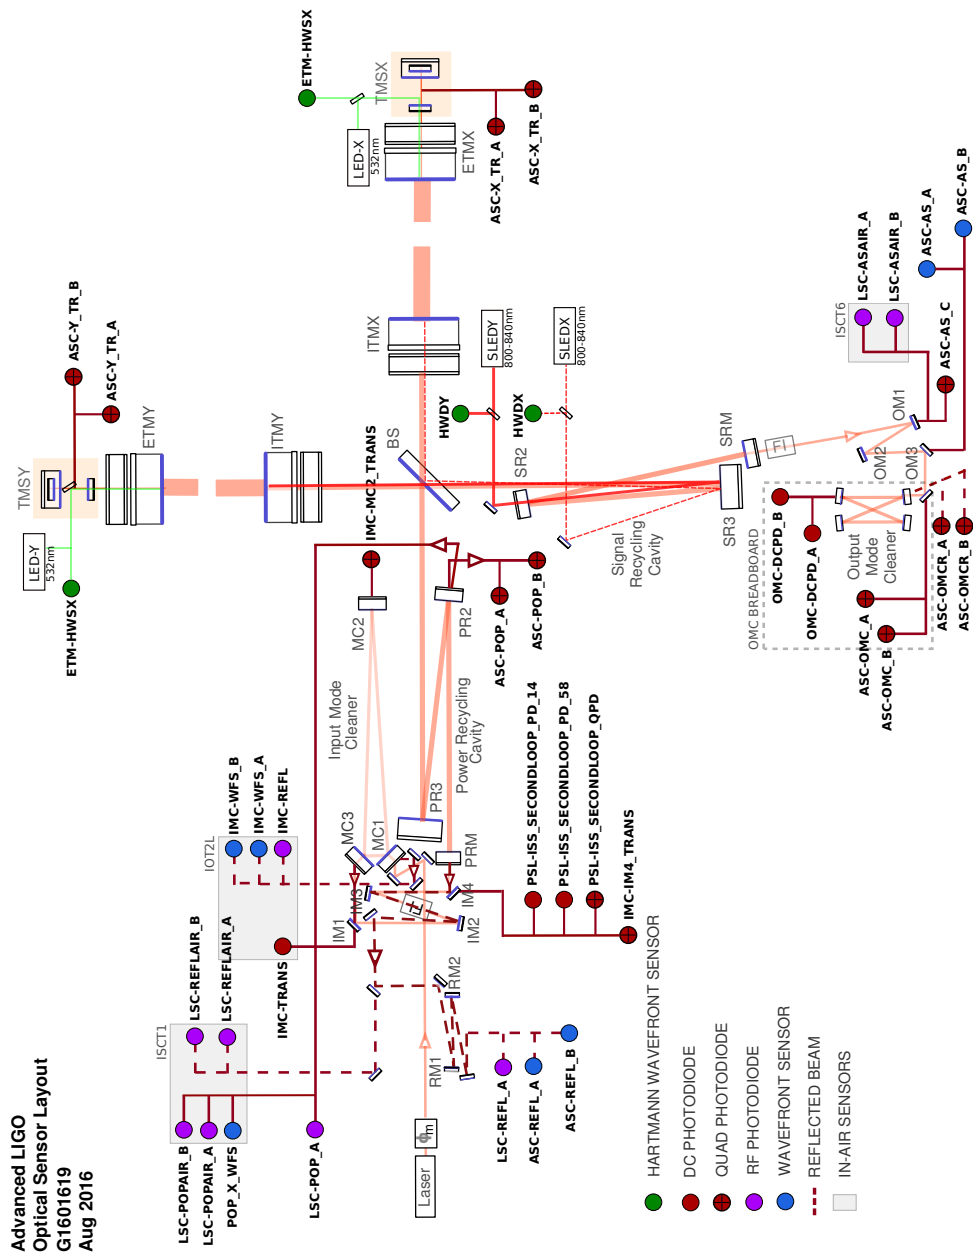 Advanced LIGO
Optical Sensor Layout
G1601619
Aug 2016
ETM-HWSX
LED-X
532nm
TMSX
ETMX
ASC-X_TR_A
ASC-X_TR_B
ASC-Y_TR_B
ASC-Y_TR_A
TMSY
ETMY
LED-Y
532nm
ETM-HWSX
ITMY
ITMX
BS
IMC-MC2_TRANS
HWDY
SLEDY
800-840nm
HWDX
SLEDX
800-840nm
SR2
SRM
SR3
FI
Signal
Recycling
Cavity
ISCT6
LSC-ASAIR_A
LSC-ASAIR_B
ASC-AS_A
ASC-AS_B
ASC-AS_C
OM1
OM2
OM3
OMC BREADBOARD
OMC-DCPD_B
OMC-DCPD_A
Output
Mode
Cleaner
ASC-OMC_A
ASC-OMC_B
ASC-OMCR_A
ASC-OMCR_B
MC2
PR2
ASC-POP_A
ASC-POP_B
Input Mode
Cleaner
Power Recycling
Cavity
PR3
MC3
MC1
PRM
IM1
IM3
IM4
IM2
FI
IOT2L
IMC-WFS_B
IMC-WFS_A
IMC-REFL
IMC-TRANS
PSL-ISS_SECONDLOOP_PD_14
PSL-ISS_SECONDLOOP_PD_58
PSL-ISS_SECONDLOOP_QPD
IMC-IM4_TRANS
ISCT1
LSC-REFLAIR_B
LSC-REFLAIR_A
LSC-POPAIR_B
LSC-POPAIR_A
POP_X_WFS
LSC-POP_A
RM2
RM1
LSC-REFL_A
ASC-REFL_A
ASC-REFL_B
Laser
ϕm
HARTMANN WAVEFRONT SENSOR
DC PHOTODIODE
QUAD PHOTODIODE
RF PHOTODIODE
WAVEFRONT SENSOR
REFLECTED BEAM
IN-AIR SENSORS